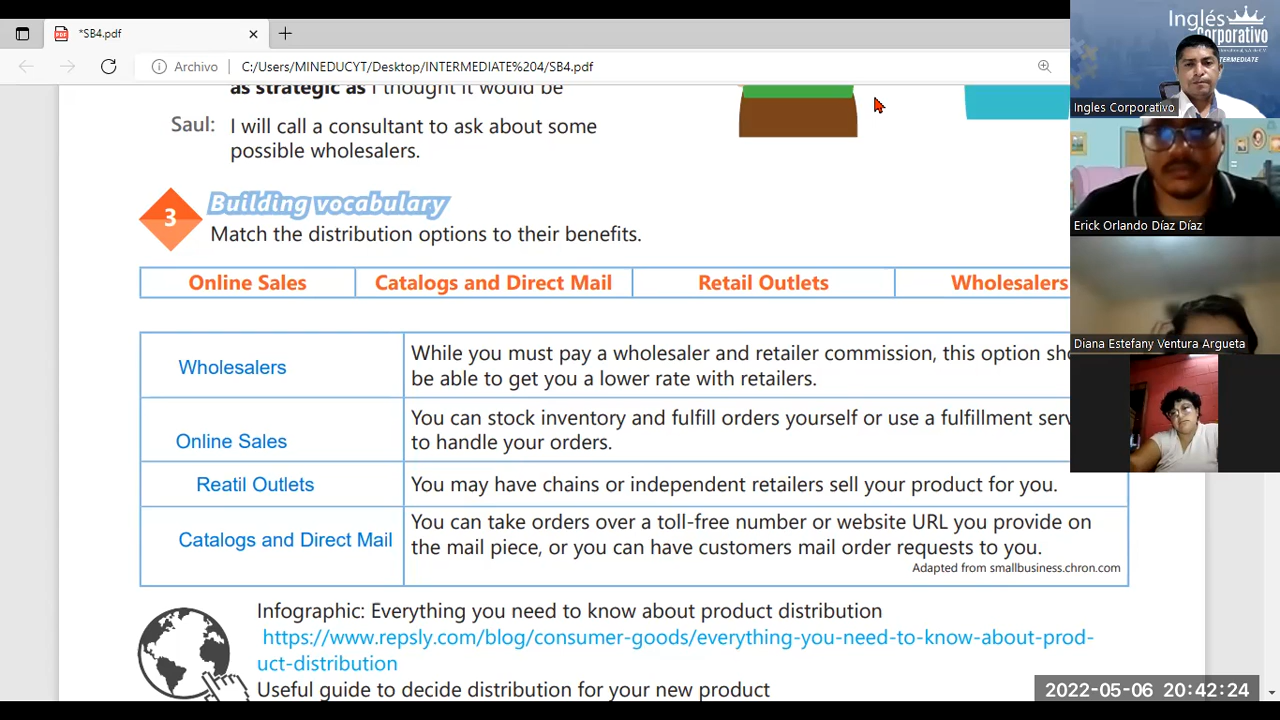 *SB4.pdf
Archivo
C:/Users/MINEDUCYT/Desktop/INTERMEDIATE%204/SB4.pdf
Inglés
Corporativo
Ingles Corporativo
Erick Orlando Díaz Díaz
Diana Estefany Ventura Argueta
as strategic as I thought it would be
Saul: I will call a consultant to ask about some
possible wholesalers.
3
Building vocabulary
Match the distribution options to their benefits.
Online Sales Catalogs and Direct Mail Retail Outlets Wholesalers
Wholesalers
While you must pay a wholesaler and retailer commission, this option
be able to get you a lower rate with retailers.
Online Sales
You can stock inventory and fulfill orders yourself or use a fulfillment
to handle your orders.
Reatil Outlets
You may have chains or independent retailers sell your product for you.
Catalogs and Direct Mail
You can take orders over a toll-free number or website URL you provide on
the mail piece, or you can have customers mail order requests to you.
Adapted from smallbusiness.chron.com
Infographic: Everything you need to know about product distribution
https://www.repsly.com/blog/consumer-goods/everything-you-need-to-know-about-prod-
uct-distribution
Useful guide to decide distribution for your new product
2022-05-06 20:42:24